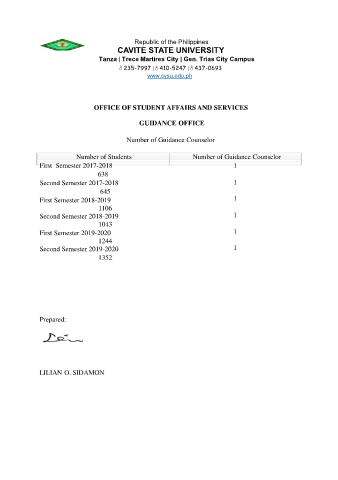 Republic of the Philippines
CAVITE STATE UNIVERSITY
Tanza | Trece Martires City | Gen. Trias City Campus
235-7997 | 410-5247 | 437-0693
www.cvsu.edu.ph
OFFICE OF STUDENT AFFAIRS AND SERVICES
GUIDANCE OFFICE
Number of Guidance Counselor
Number of Students Number of Guidance Counselor
First Semester 2017-2018 1
638
Second Semester 2017-2018 1
645
First Semester 2018-2019 1
1106
Second Semester 2018-2019 1
1043
First Semester 2019-2020 1
1244
Second Semester 2019-2020 1
1352
Prepared:
LILIAN O. SIDAMON